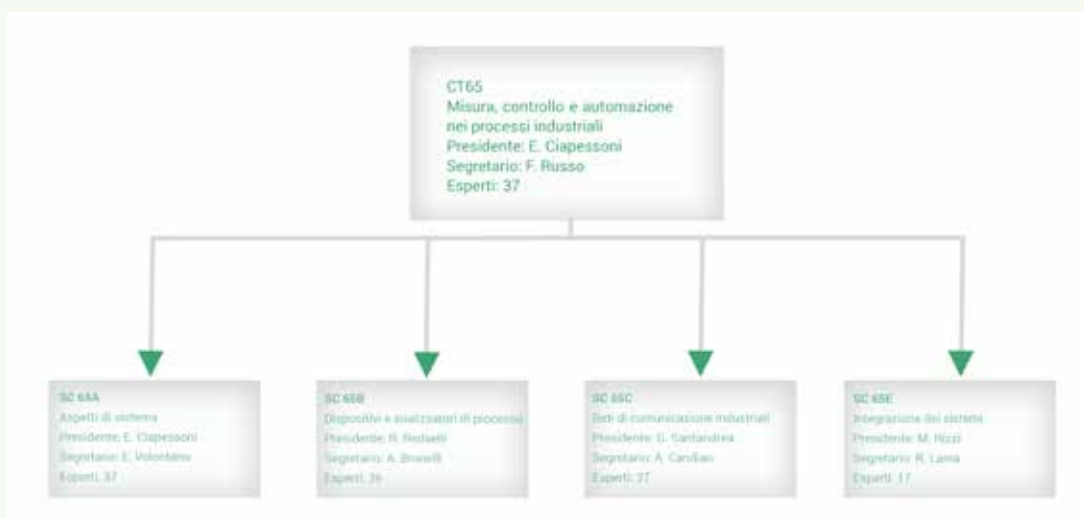 CT65
Misura, controllo e automazione
nei processi industriali
Presidente: E. Ciapessoni
Segretario: F. Russo
Esperti: 37
SC 65A
Aspetti di sistema
Presidente: E. Ciapessoni
Segretario: E.
Esperti: 37
SC 65B
Dispositivi e analizzatori di processo
Presidente: R.
Segretario: A. Brunelli
Esperti:
SC 65C
Reti di comunicazione industriali
Presidente: G. Santandrea
Segretario: A. Candian
Esperti: 27
SC 65E
Integrazione dei sistemi
Presidente: M. Rizzi
Segretario: R. Lama
Esperti: 17